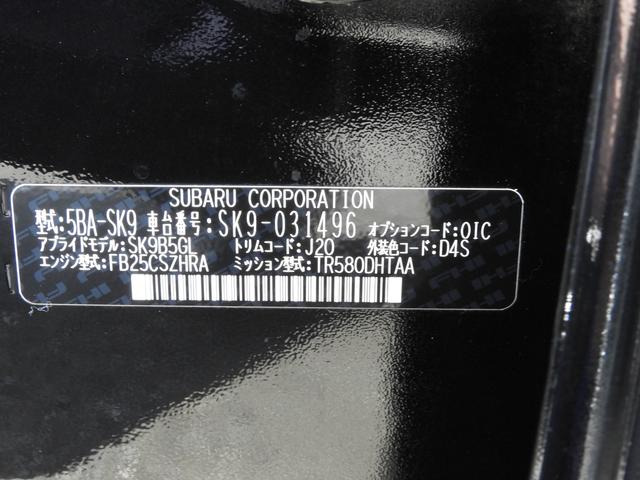 SUBARU CORPORATION
型式:5BA-SK9 車台番号:SK9-031496 オプションコード:OIC
アプライドモデル:SK9B5GL トリムコード:J20 外装色コード:D4S
エンジン型式:FB25CSZHRA ミッション型式:TR580DHTAA